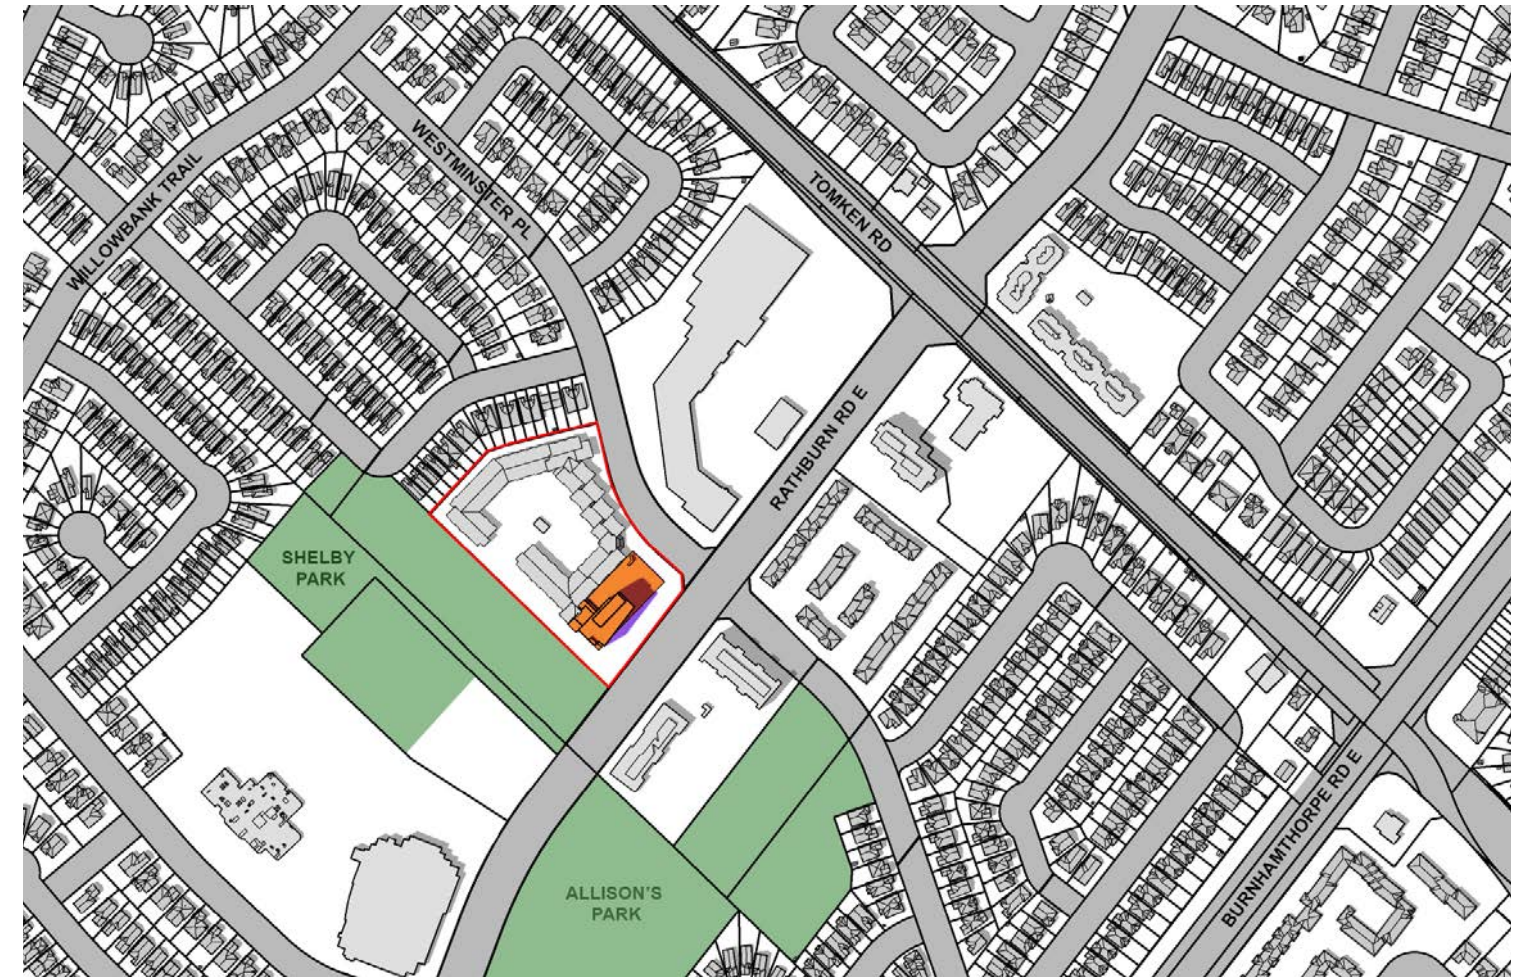 WILLOWBANK TRAIL
WESTMINSTER PL
TOMKEN RD
RATHBURN RD E
SHELBY
PARK
ALLISON'S
PARK
BURNHAMTHORPE RD E